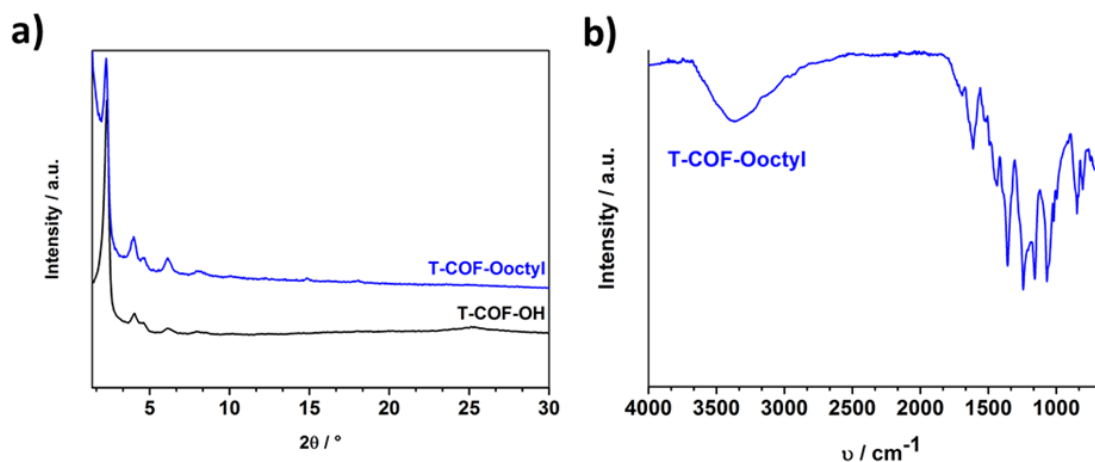 a)
Intensity / a.u.
T-COF-Ooctyl
T-COF-OH
5 10 15 20 25 30
2θ / °
b)
Intensity / a.u.
T-COF-Ooctyl
4000 3500 3000 2500 2000 1500 1000
υ / cm⁻¹